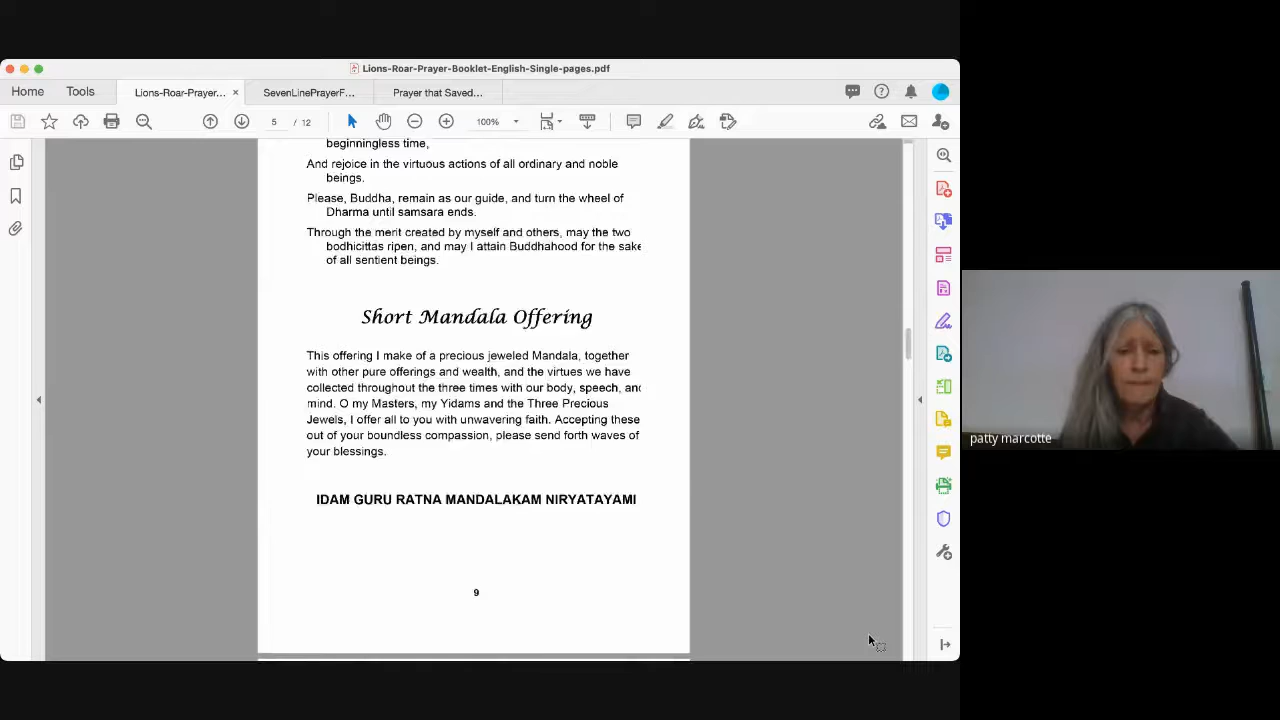 Lions-Roar-Prayer-Booklet-English-Single-pages.pdf
Home Tools Lions-Roar-Prayer... × SevenLinePrayerF... Prayer that Saved...
5 / 12 100%
beginningless time,
And rejoice in the virtuous actions of all ordinary and noble
beings.
Please, Buddha, remain as our guide, and turn the wheel of
Dharma until samsara ends.
Through the merit created by myself and others, may the two
bodhicittas ripen, and may I attain Buddhahood for the sake
of all sentient beings.
Short Mandala Offering
This offering I make of a precious jeweled Mandala, together
with other pure offerings and wealth, and the virtues we have
collected throughout the three times with our body, speech, and
mind. O my Masters, my Yidams and the Three Precious
Jewels, I offer all to you with unwavering faith. Accepting these
out of your boundless compassion, please send forth waves of
your blessings.
IDAM GURU RATNA MANDALAKAM NIRYATAYAMI
9
patty marcotte